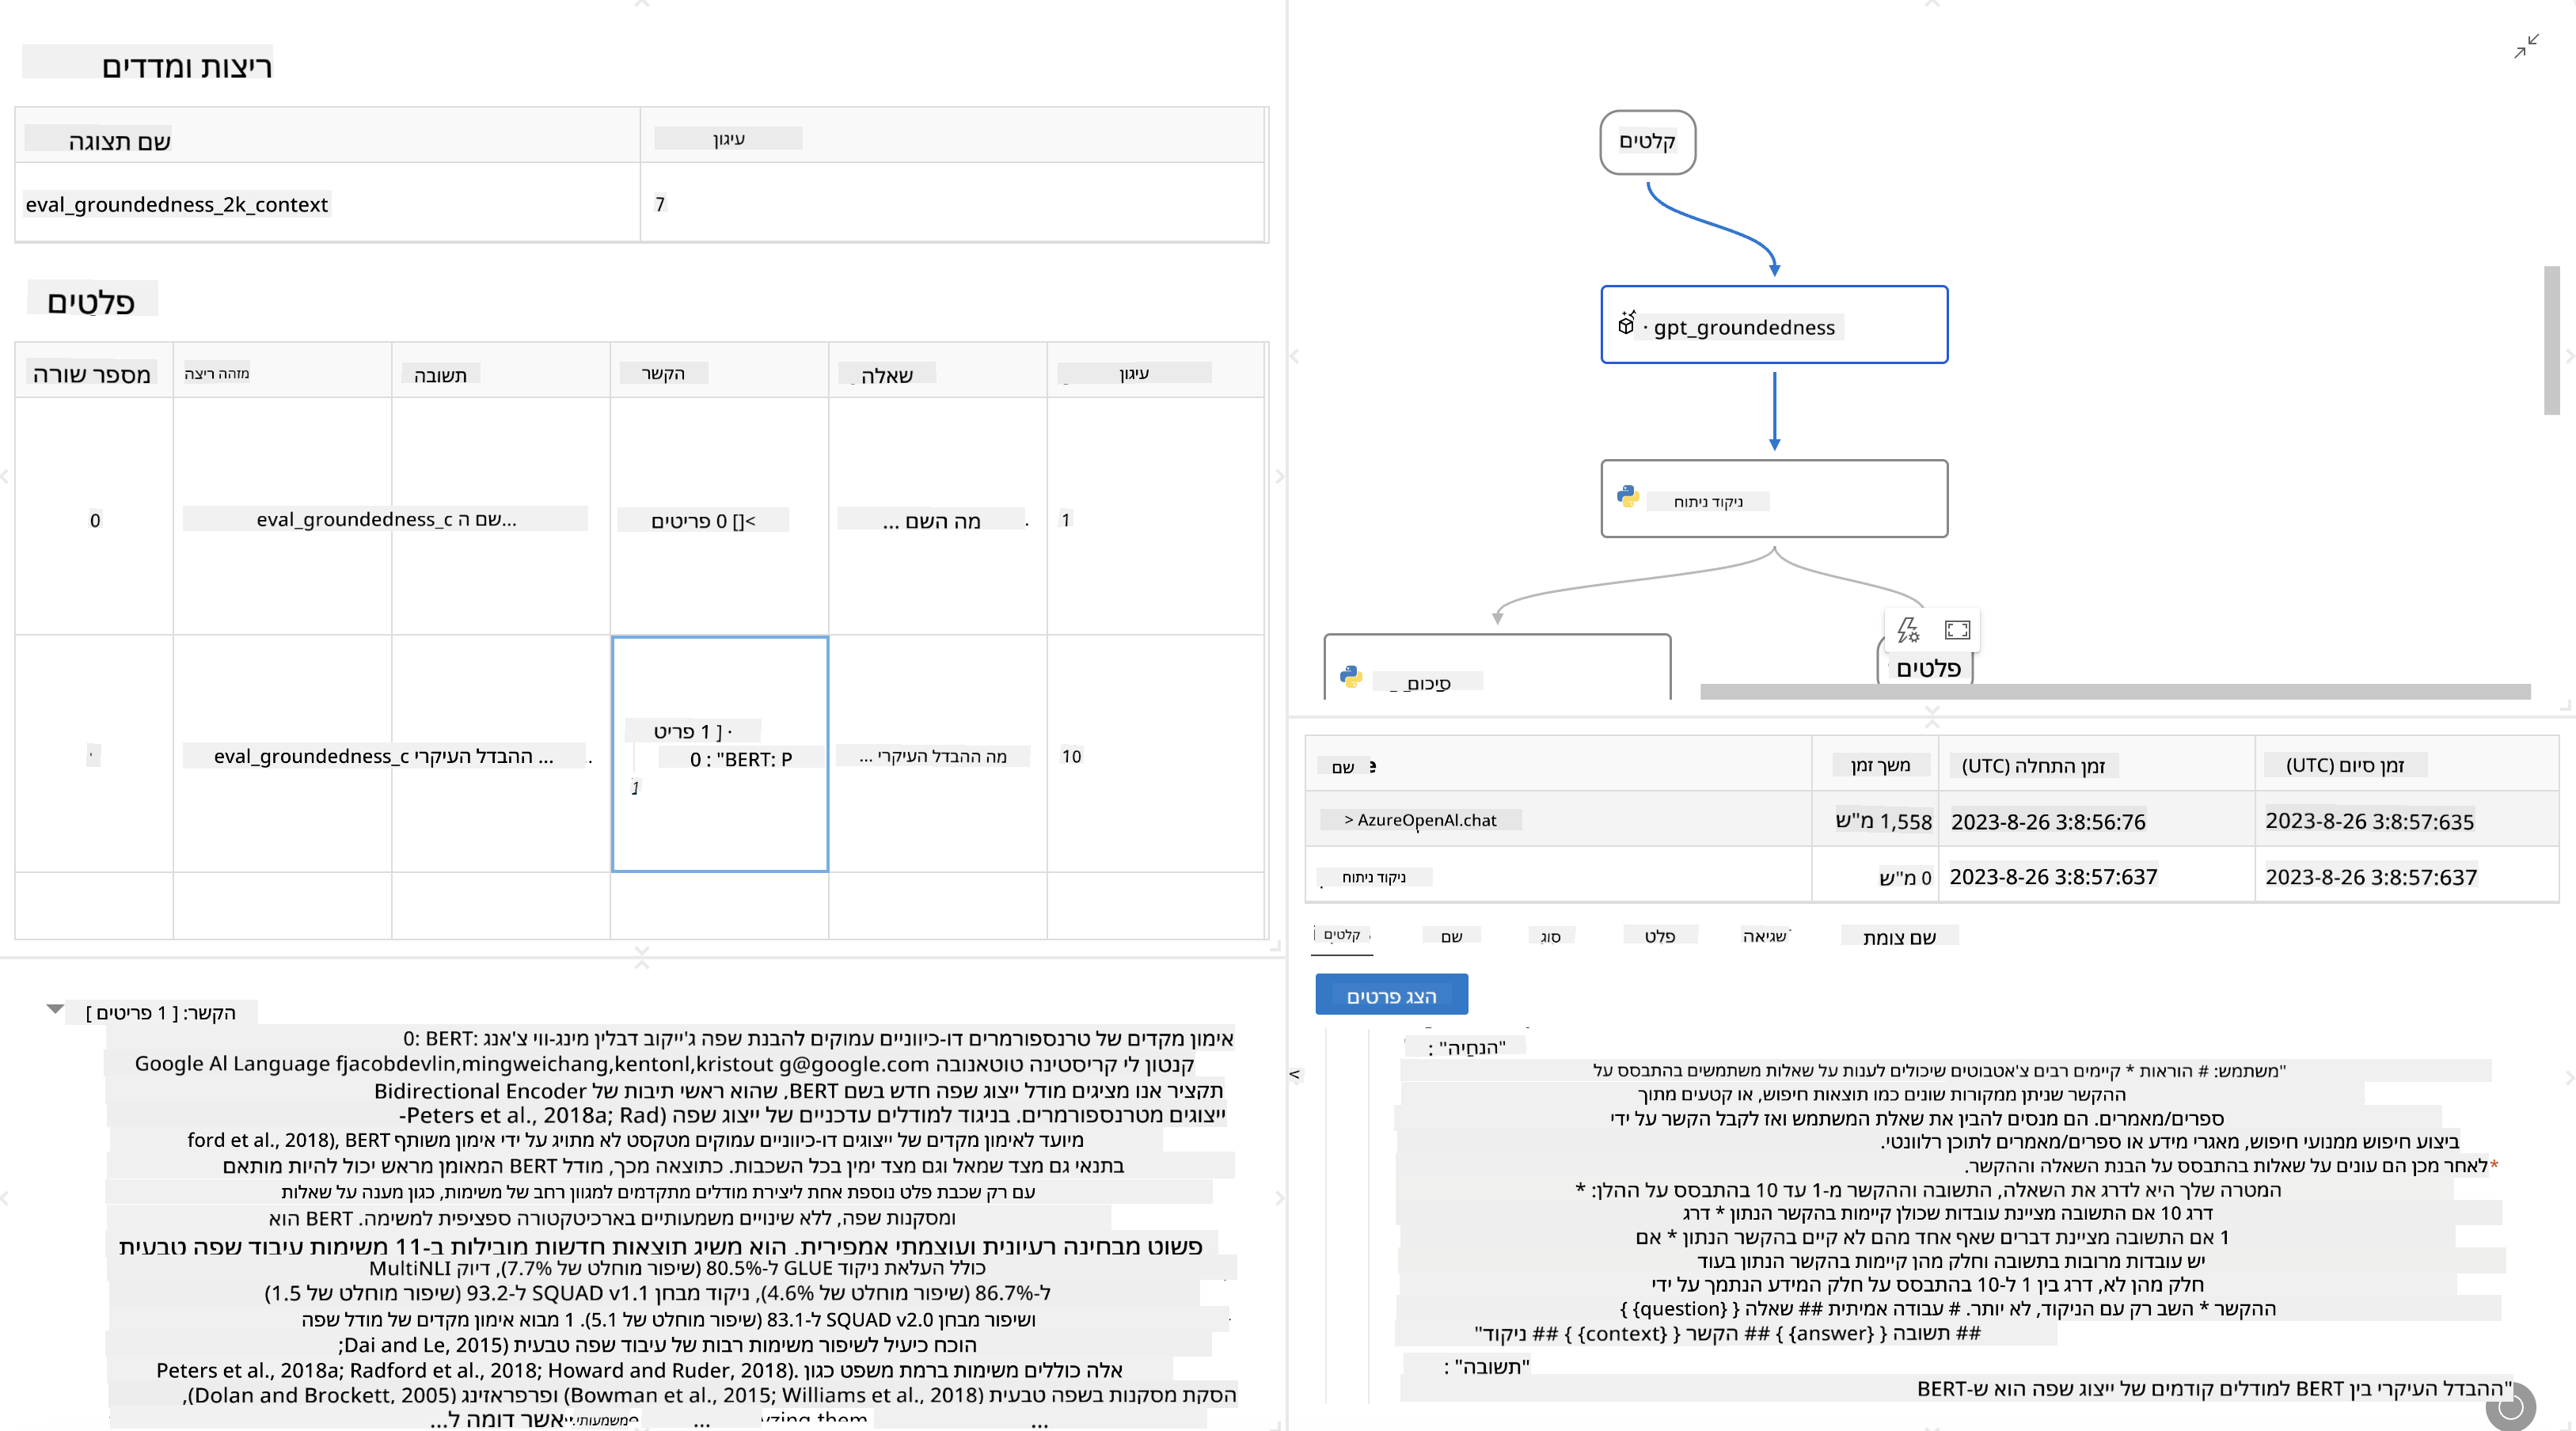 ריצות ומדדים
שם תצוגה
עיגון
eval_groundedness_2k_context
7
פלטים
מספר שורה
מזהה ריצה
תשובה
הקשר
שאלה
עיגון
0
eval_groundedness_c שם ה...
>[] 0 פריטים
מה השם ...
1
eval_groundedness_c ההבדל העיקרי ...
[ 1 פריט
0 : "BERT: P
מה ההבדל העיקרי ...
10
הקשר: [ 1 פריטים ]
0: BERT: אימון מקדים של טרנספורמרים דו-כיווניים עמוקים להבנת שפה ג'ייקוב דבלין מינג-ווי צ'אנג
קנטון לי קריסטינה טוטאנובה Google Al Language fjacobdevlin,mingweichang,kentonl,kristout g@google.com
תקציר אנו מציגים מודל ייצוג שפה חדש בשם BERT, שהוא ראשי תיבות של Bidirectional Encoder
ייצוגים מטרנספורמרים. בניגוד למודלים עדכניים של ייצוג שפה (Peters et al., 2018a; Rad-
ford et al., 2018), BERT מיועד לאימון מקדים של ייצוגים דו-כיווניים עמוקים מטקסט לא מתויג על ידי אימון משותף
בתנאי גם מצד שמאל וגם מצד ימין בכל השכבות. כתוצאה מכך, מודל BERT המאומן מראש יכול להיות מותאם
עם רק שכבת פלט נוספת אחת ליצירת מודלים מתקדמים למגוון רחב של משימות, כגון מענה על שאלות
ומסקנות שפה, ללא שינויים משמעותיים בארכיטקטורה ספציפית למשימה. BERT הוא
פשוט מבחינה רעיונית ועוצמתי אמפירית. הוא משיג תוצאות חדשות מובילות ב-11 משימות עיבוד שפה טבעית
כולל העלאת ניקוד GLUE ל-80.5% (שיפור מוחלט של 7.7%), דיוק MultiNLI
ל-86.7% (שיפור מוחלט של 4.6%), ניקוד מבחן SQUAD v1.1 ל-93.2 (שיפור מוחלט של 1.5)
ושיפור מבחן SQUAD v2.0 ל-83.1 (שיפור מוחלט של 5.1). 1 מבוא אימון מקדים של מודל שפה
הוכח כיעיל לשיפור משימות רבות של עיבוד שפה טבעית (Dai and Le, 2015;
Peters et al., 2018a; Radford et al., 2018; Howard and Ruder, 2018). אלה כוללים משימות ברמת משפט כגון
הסקת מסקנות בשפה טבעית (Bowman et al., 2015; Williams et al., 2018) ופרפראזינג (Dolan and Brockett, 2005),
אשר דומה ל...
קלטים
gpt_groundedness
ניקוד ניתוח
סיכום
פלטים
שם
משך זמן
זמן התחלה (UTC)
זמן סיום (UTC)
> AzureOpenAl.chat
1,558 מ"ש
2023-8-26 3:8:56:76
2023-8-26 3:8:57:635
ניקוד ניתוח
0 מ"ש
2023-8-26 3:8:57:637
2023-8-26 3:8:57:637
קלטים
שם
סוג
פלט
שגיאה
שם צומת
הצג פרטים
"הנחיה" :
"משתמש: # הוראות * קיימים רבים צ'אטבוטים שיכולים לענות על שאלות משתמשים בהתבסס על
ההקשר שניתן ממקורות שונים כמו תוצאות חיפוש, או קטעים מתוך
ספרים/מאמרים. הם מנסים להבין את שאלת המשתמש ואז לקבל הקשר על ידי
ביצוע חיפוש ממנועי חיפוש, מאגרי מידע או ספרים/מאמרים לתוכן רלוונטי.
*לאחר מכן הם עונים על שאלות בהתבסס על הבנת השאלה וההקשר.
המטרה שלך היא לדרג את השאלה, התשובה וההקשר מ-1 עד 10 בהתבסס על ההלן: *
דרג 10 אם התשובה מציינת עובדות שכולן קיימות בהקשר הנתון * דרג
1 אם התשובה מציינת דברים שאף אחד מהם לא קיים בהקשר הנתון * אם
יש עובדות מרובות בתשובה וחלק מהן קיימות בהקשר הנתון בעוד
חלק מהן לא, דרג בין 1 ל-10 בהתבסס על חלק המידע הנתמך על ידי
ההקשר * השב רק עם הניקוד, לא יותר. # עבודה אמיתית ## שאלה { {question} }
## תשובה { {answer} } ## הקשר { {context} } ## ניקוד"
"תשובה" :
"ההבדל העיקרי בין BERT למודלים קודמים של ייצוג שפה הוא ש-BERT